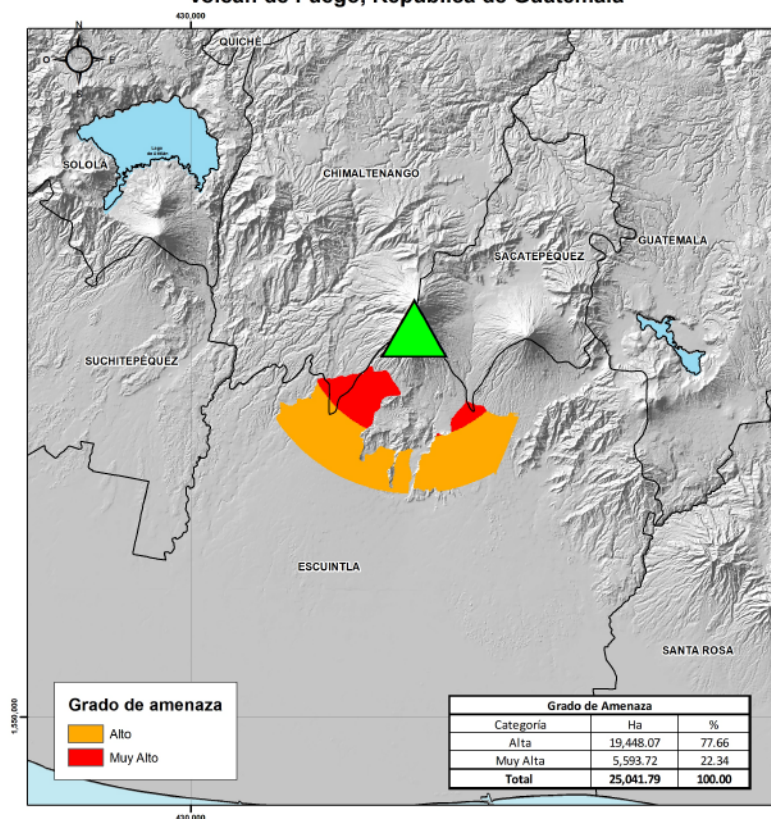 Volcán de Fuego, República de Guatemala
430,000
N
O
E
S
QUICHÉ
SOLOLA
CHIMALTENANGO
GUATEMALA
SACATEPÉQUEZ
SUCHITEPÉQUEZ
ESCUINTLA
SANTA ROSA
1,550,000
Grado de amenaza
Alto
Muy Alto
Grado de Amenaza
Categoría Ha %
Alta 19,448.07 77.66
Muy Alta 5,593.72 22.34
Total 25,041.79 100.00
430,000